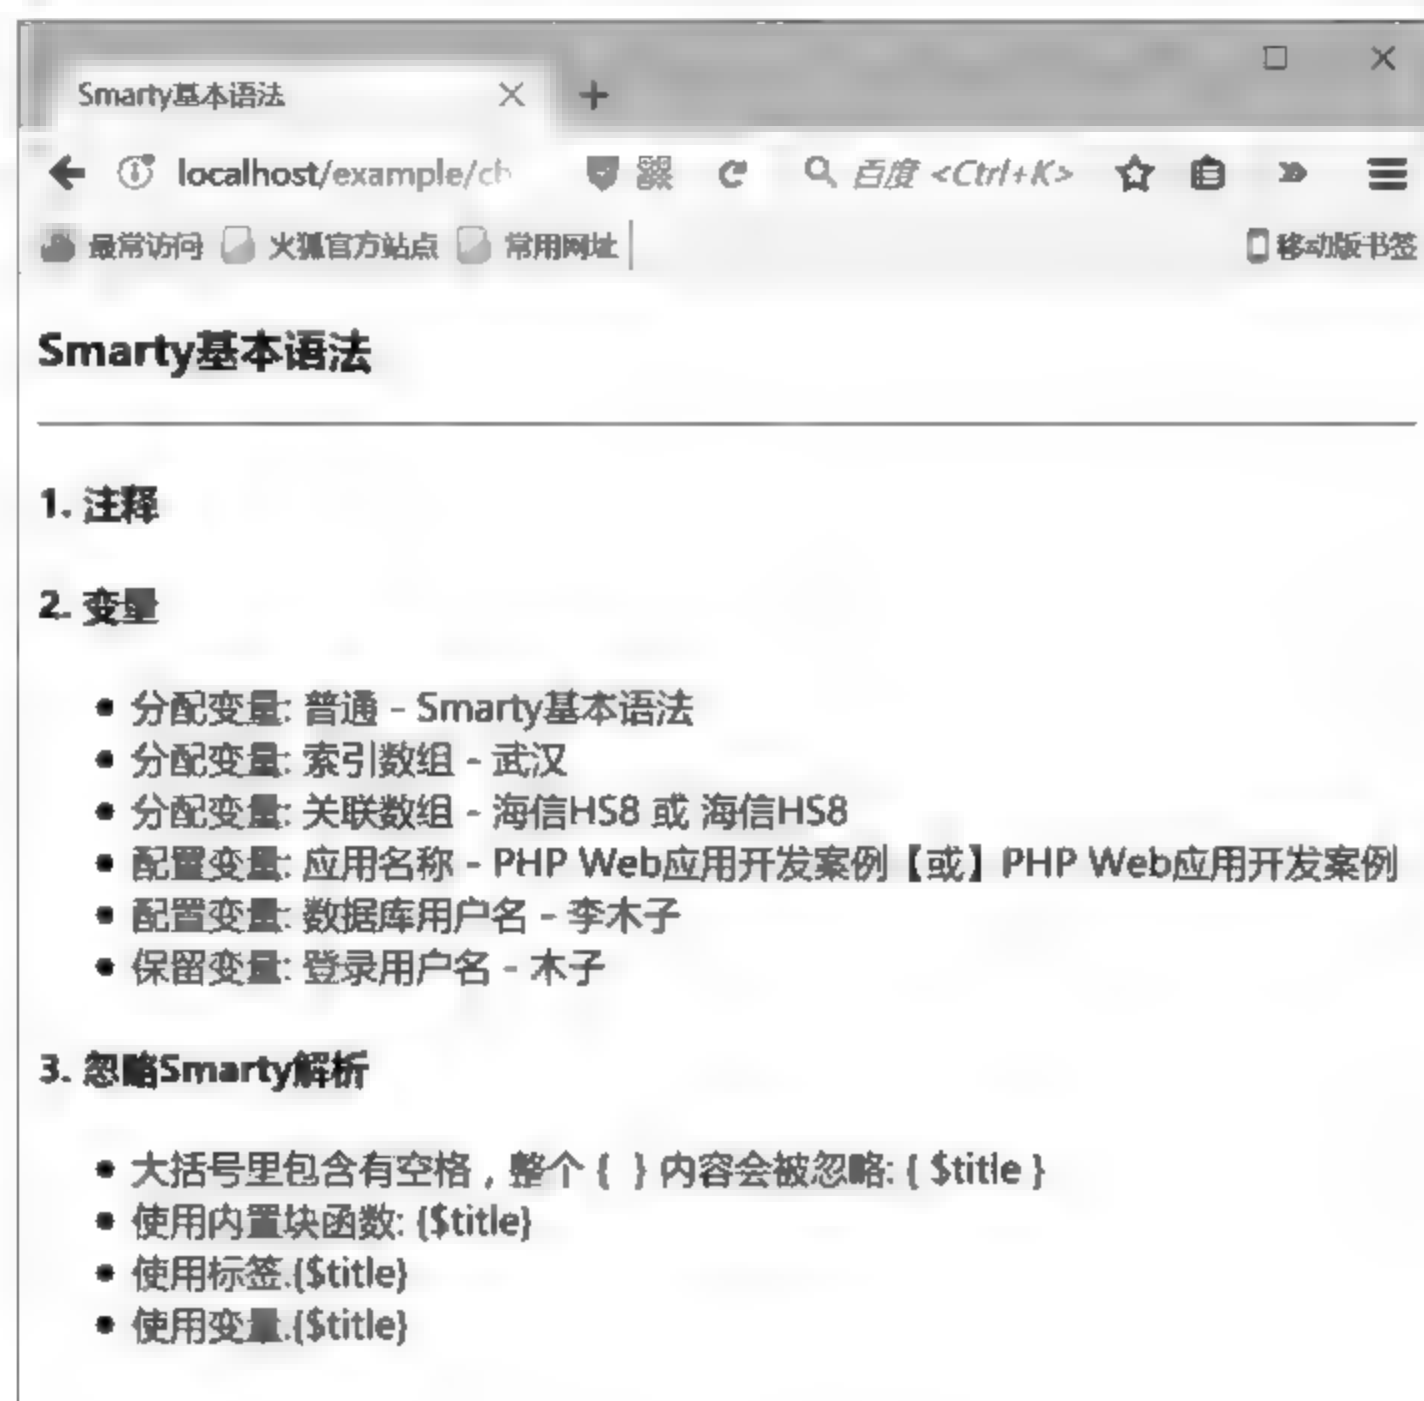 Smarty基本语法
localhost/example/ch
百度 <Ctrl+K>
最常访问 火狐官方站点 常用网址 移动版书签
Smarty基本语法
1. 注释
2. 变量
分配变量: 普通 - Smarty基本语法
分配变量: 索引数组 - 武汉
分配变量: 关联数组 - 海信HS8 或 海信HS8
配置变量: 应用名称 - PHP Web应用开发案例【或】PHP Web应用开发案例
配置变量: 数据库用户名 - 李木子
保留变量: 登录用户名 - 木子
3. 忽略Smarty解析
大括号里包含有空格，整个 { } 内容会被忽略: { $title }
使用内置块函数: {$title}
使用标签:{$title}
使用变量:{$title}